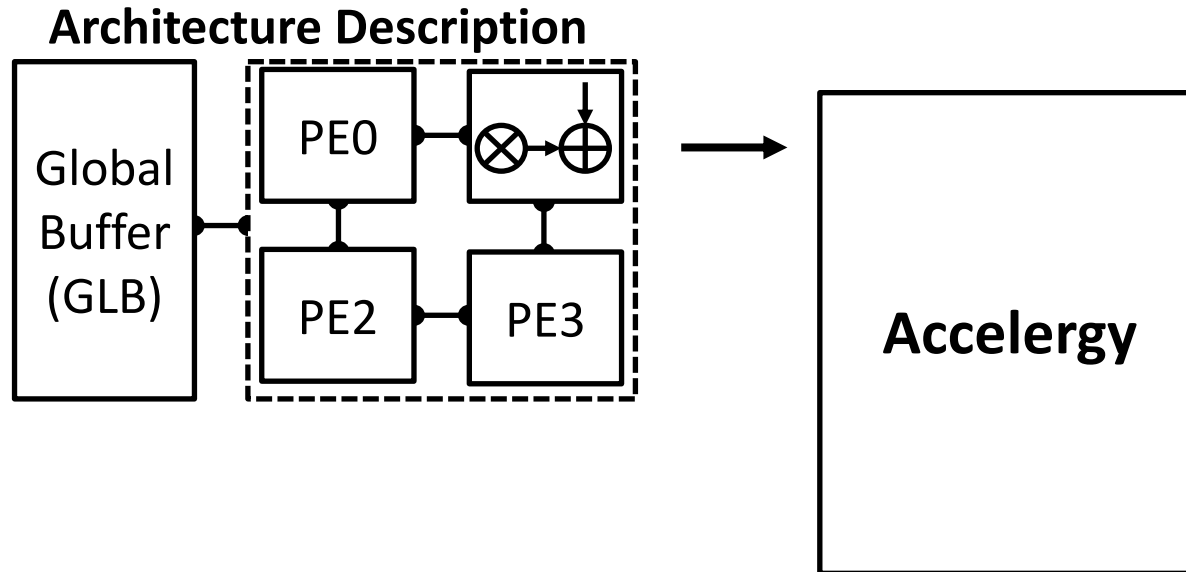 Architecture Description
Global
Buffer
(GLB)
PE0
PE2
PE3
Accelergy